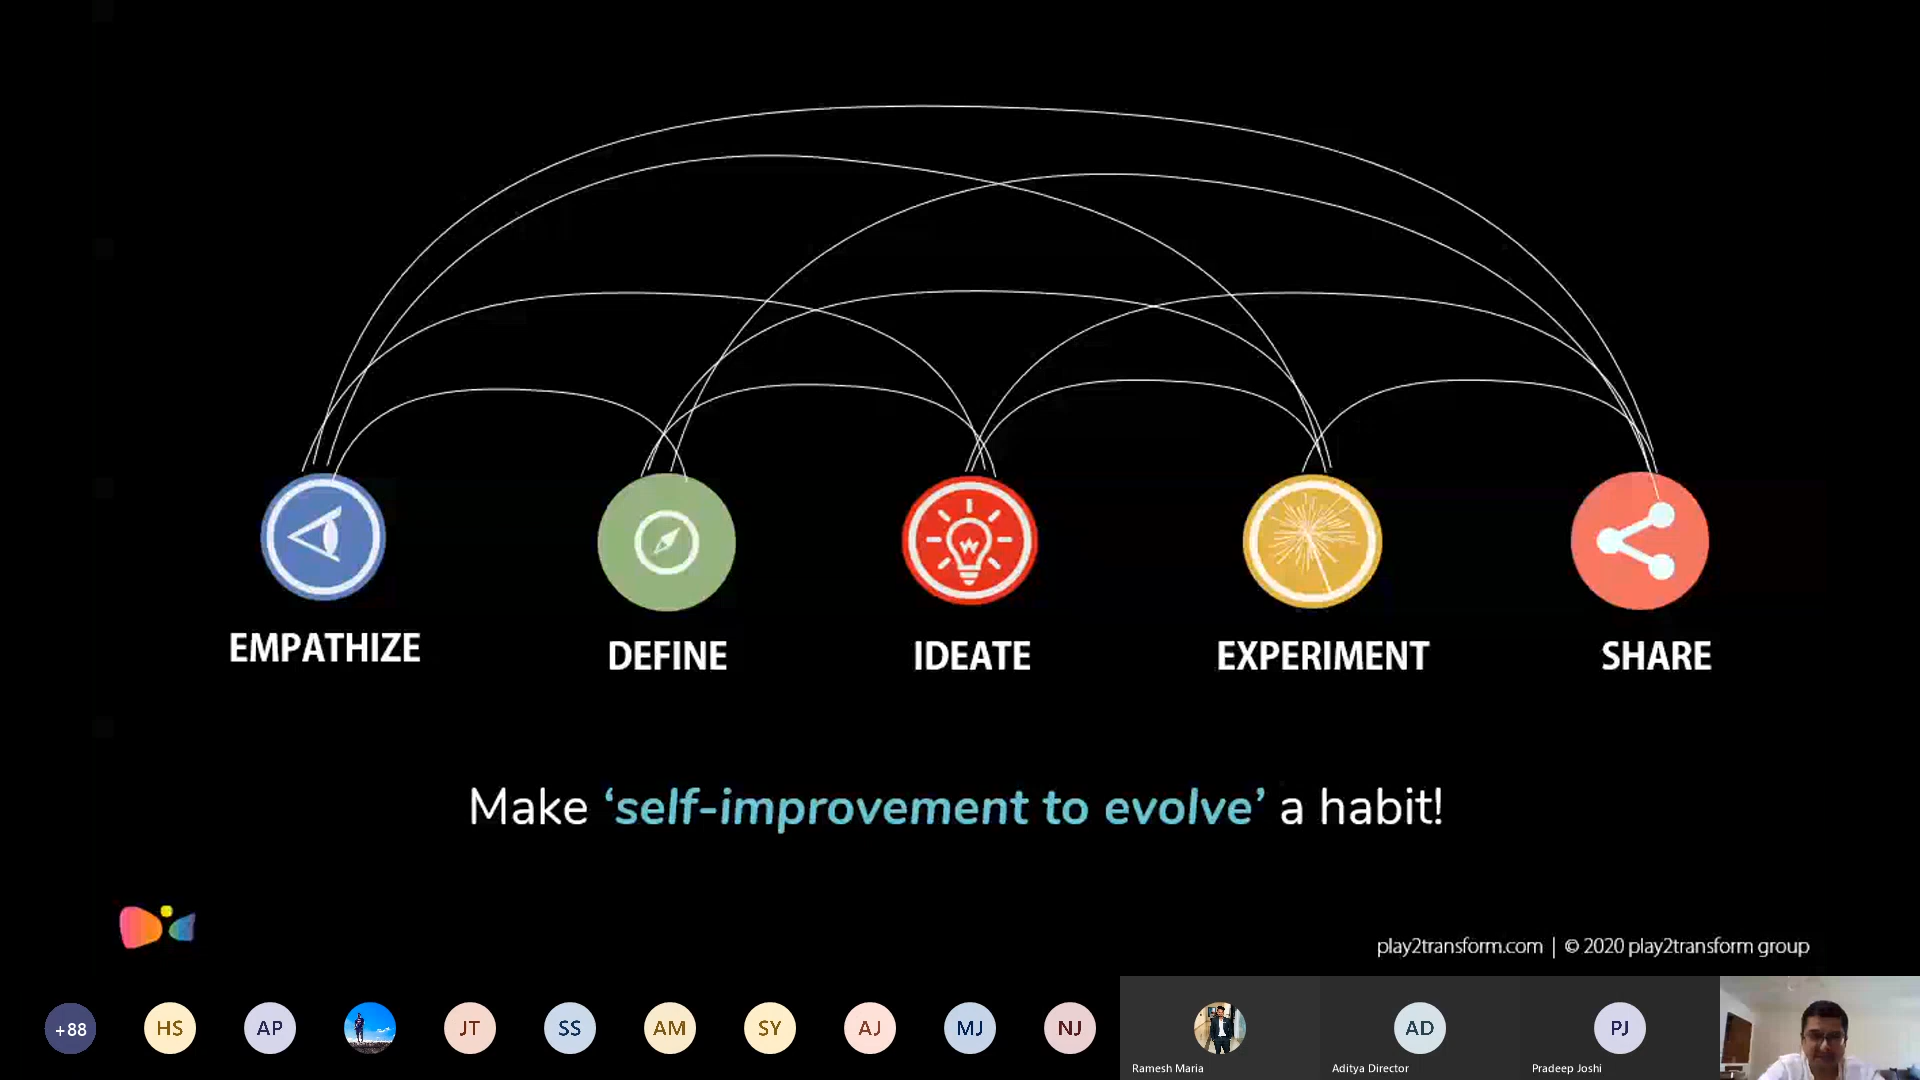 EMPATHIZE
DEFINE
IDEATE
EXPERIMENT
SHARE
Make ‘self-improvement to evolve’ a habit!
play2transform.com | © 2020 play2transform group
+88
HS
AP
JT
SS
AM
SY
AJ
MJ
NJ
AD
PJ
Ramesh Maria
Aditya Director
Pradeep Joshi